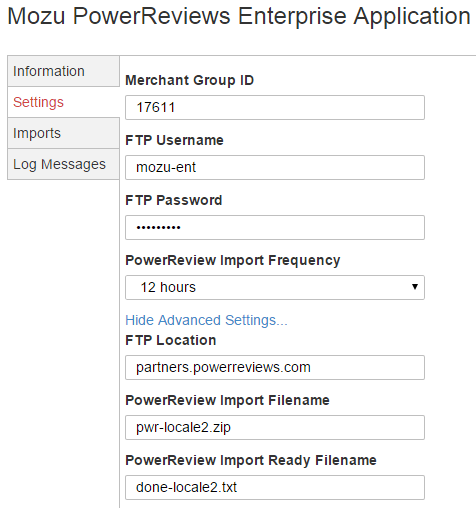 Mozu PowerReviews Enterprise Application
Information
Settings
Imports
Log Messages
Merchant Group ID
17611
FTP Username
mozu-ent
FTP Password
•••••••••
PowerReview Import Frequency
12 hours
Hide Advanced Settings...
FTP Location
partners.powerreviews.com
PowerReview Import Filename
pwr-locale2.zip
PowerReview Import Ready Filename
done-locale2.txt